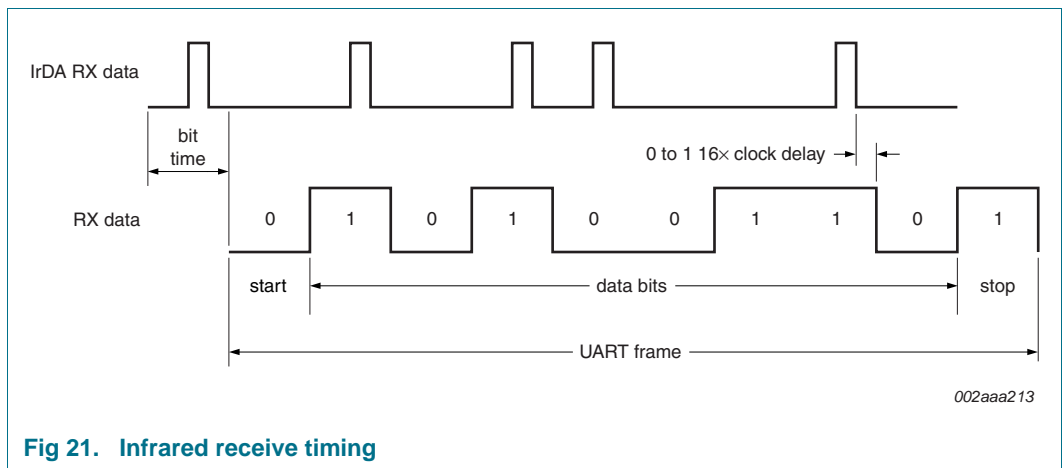 IrDA RX data
bit
time
0 to 1 16× clock delay
RX data
0 1 0 1 0 0 1 1 0 1
start data bits stop
UART frame
002aaa213
Fig 21. Infrared receive timing